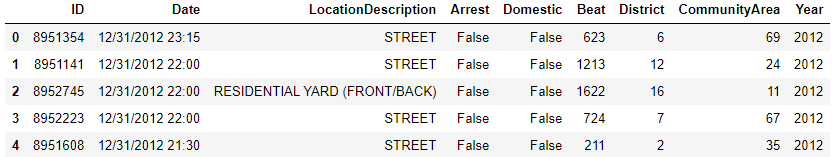 ID Date LocationDescription Arrest Domestic Beat District CommunityArea Year
0 8951354 12/31/2012 23:15 STREET False False 623 6 69 2012
1 8951141 12/31/2012 22:00 STREET False False 1213 12 24 2012
2 8952745 12/31/2012 22:00 RESIDENTIAL YARD (FRONT/BACK) False False 1622 16 11 2012
3 8952223 12/31/2012 22:00 STREET False False 724 7 67 2012
4 8951608 12/31/2012 21:30 STREET False False 211 2 35 2012